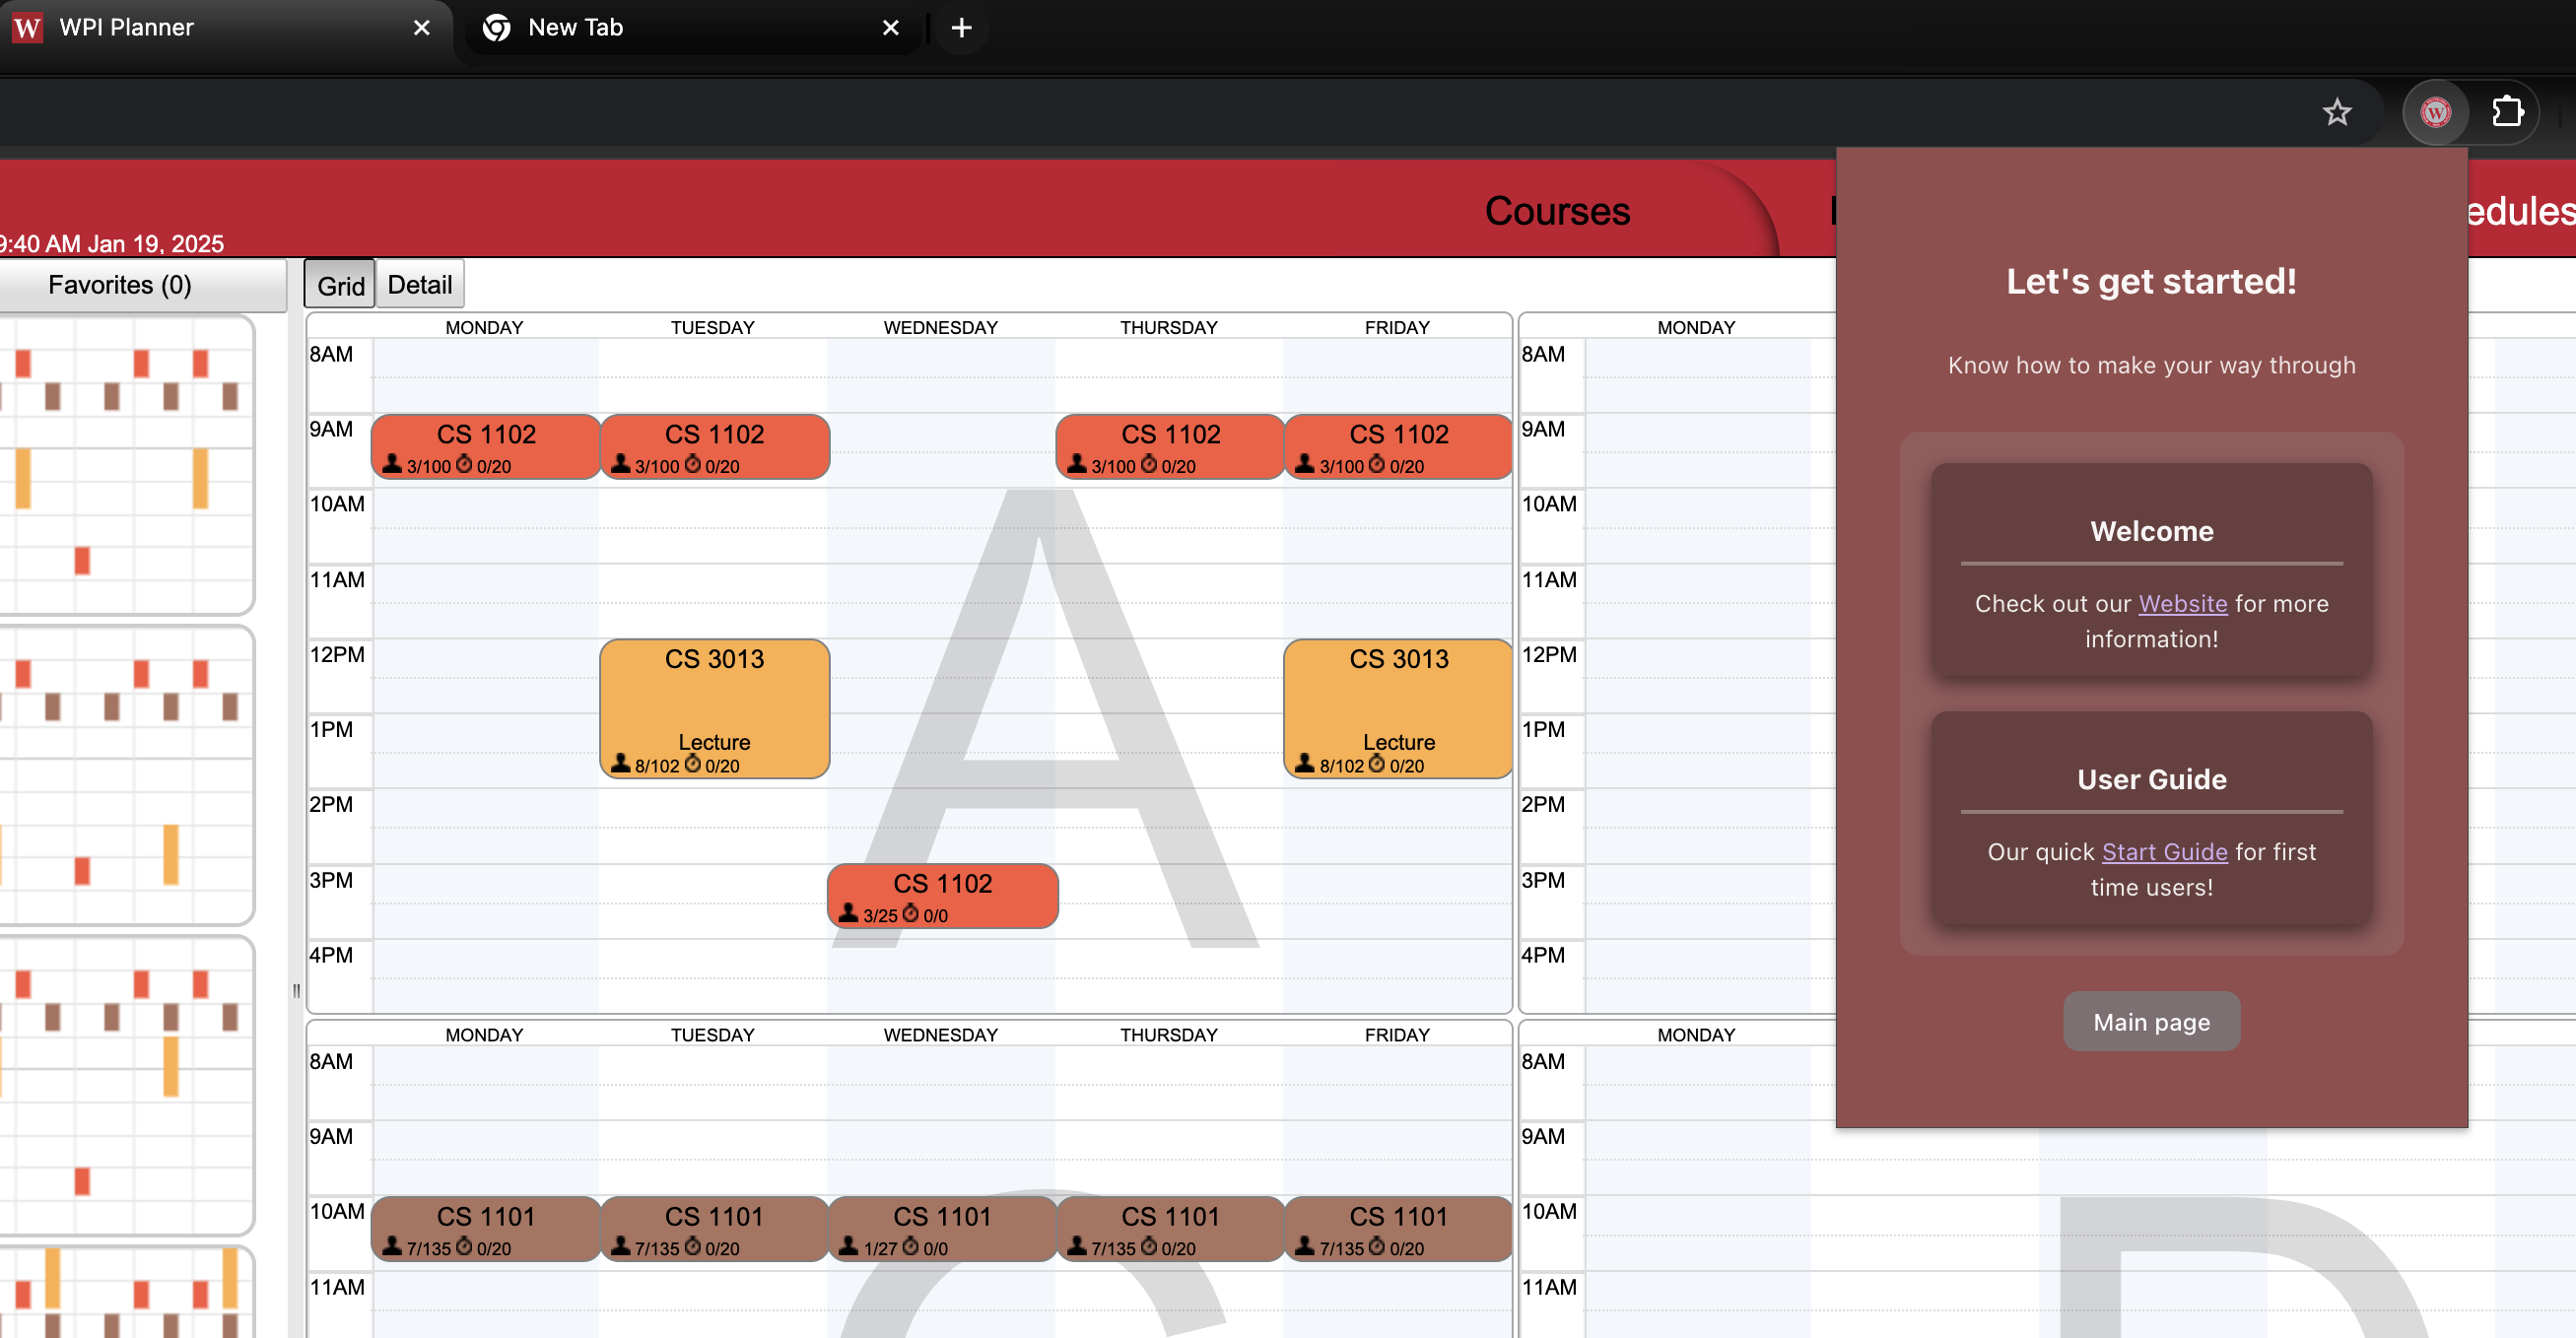 W WPI Planner
New Tab
W
9:40 AM Jan 19, 2025
Courses
edules
Favorites (0)
Grid Detail
MONDAY TUESDAY WEDNESDAY THURSDAY FRIDAY
8AM
9AM
CS 1102 CS 1102 CS 1102 CS 1102
3/100 0/20 3/100 0/20 3/100 0/20 3/100 0/20
10AM
A
11AM
12PM
CS 3013 CS 3013
1PM
Lecture Lecture
8/102 0/20 8/102 0/20
2PM
3PM
CS 1102
3/25 0/0
4PM
MONDAY
8AM
9AM
10AM
11AM
12PM
1PM
2PM
3PM
4PM
MONDAY TUESDAY WEDNESDAY THURSDAY FRIDAY
8AM
9AM
10AM
CS 1101 CS 1101 CS 1101 CS 1101 CS 1101
7/135 0/20 7/135 0/20 1/27 0/0 7/135 0/20 7/135 0/20
C
11AM
MONDAY
8AM
9AM
10AM
D
11AM
Let's get started!
Know how to make your way through
Welcome
Check out our Website for more
information!
User Guide
Our quick Start Guide for first
time users!
Main page